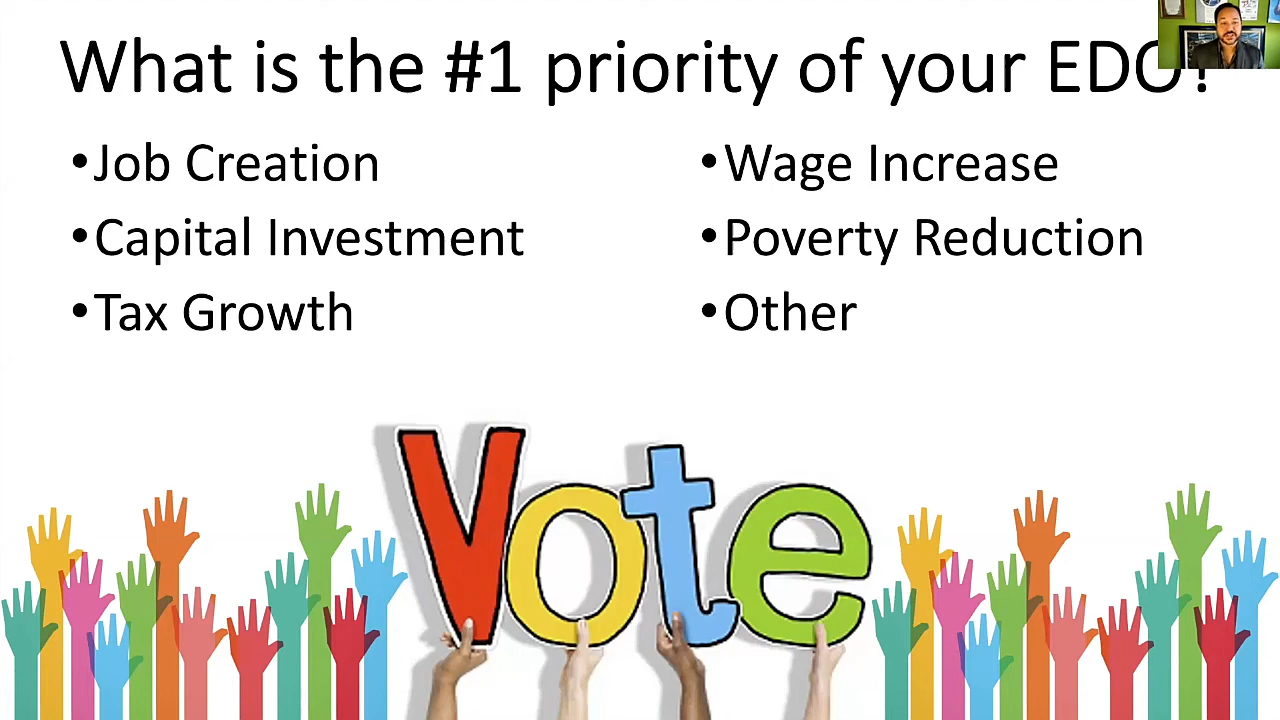 What is the #1 priority of your EDO?
•Job Creation
•Capital Investment
•Tax Growth
•Wage Increase
•Poverty Reduction
•Other
Vote